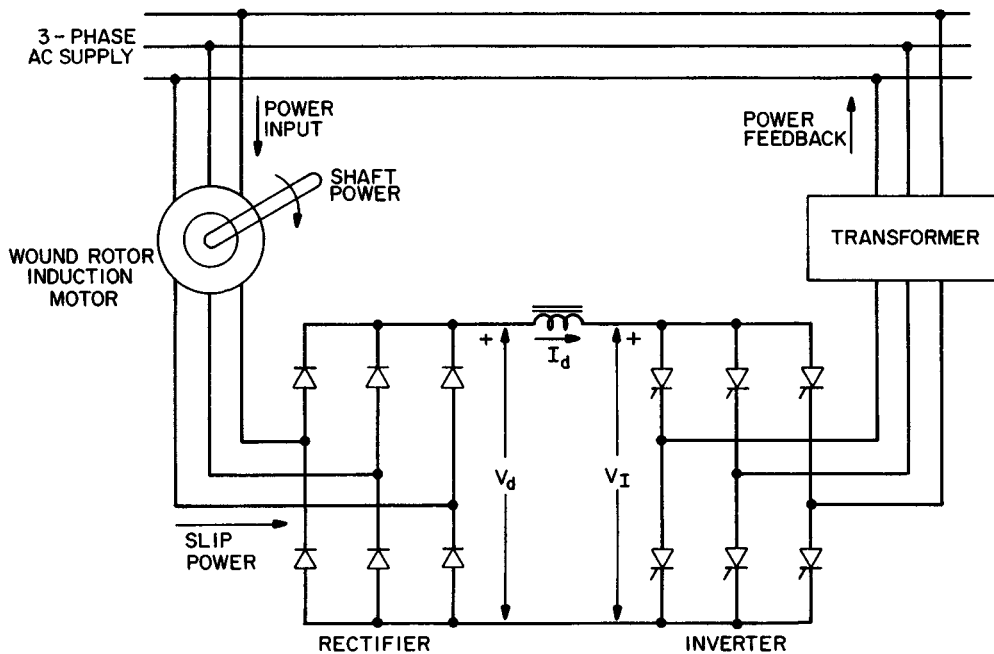 3-PHASE
AC SUPPLY
POWER
INPUT
POWER
FEEDBACK
SHAFT
POWER
WOUND ROTOR
INDUCTION
MOTOR
TRANSFORMER
+
I_d
+
V_d
V_I
SLIP
POWER
RECTIFIER
INVERTER